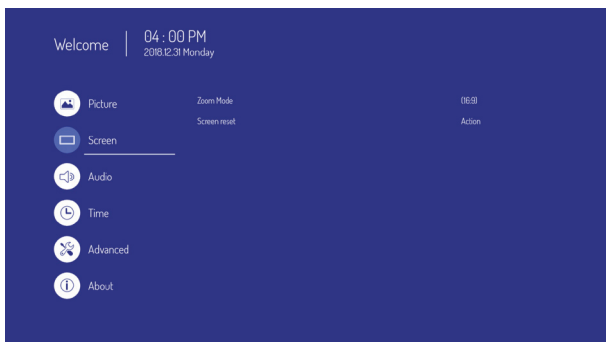 Welcome
04 : 00 PM
2018.12.31 Monday
Picture
Zoom Mode (16:9)
Screen reset Action
Screen
Audio
Time
Advanced
About